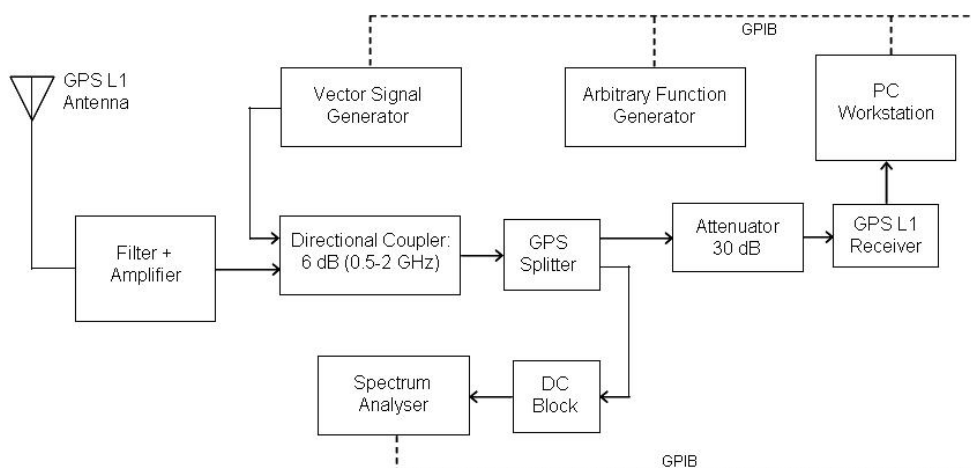 GPIB
GPS L1
Antenna
Vector Signal
Generator
Arbitrary Function
Generator
PC
Workstation
Filter +
Amplifier
Directional Coupler:
6 dB (0.5-2 GHz)
GPS
Splitter
Attenuator
30 dB
GPS L1
Receiver
Spectrum
Analyser
DC
Block
GPIB